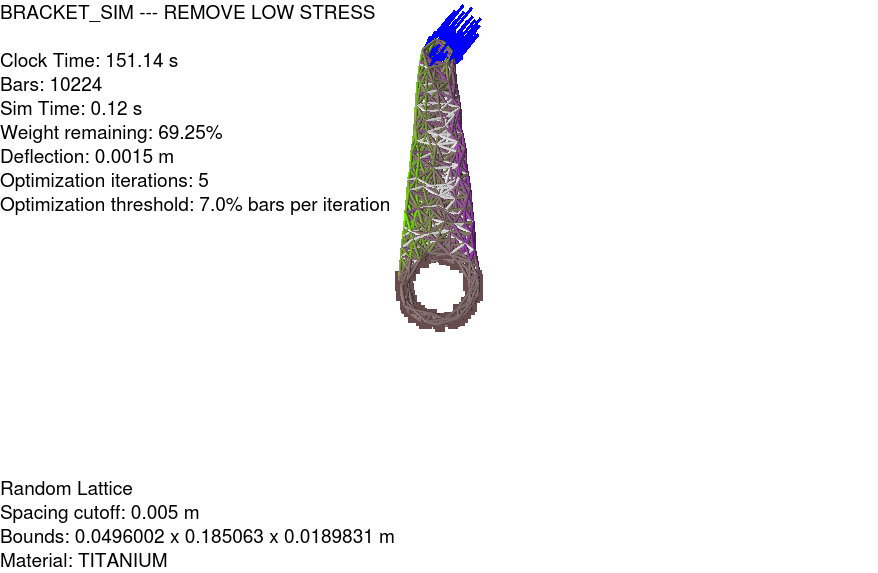 BRACKET_SIM --- REMOVE LOW STRESS
Clock Time: 151.14 s
Bars: 10224
Sim Time: 0.12 s
Weight remaining: 69.25%
Deflection: 0.0015 m
Optimization iterations: 5
Optimization threshold: 7.0% bars per iteration
Random Lattice
Spacing cutoff: 0.005 m
Bounds: 0.0496002 x 0.185063 x 0.0189831 m
Material: TITANIUM